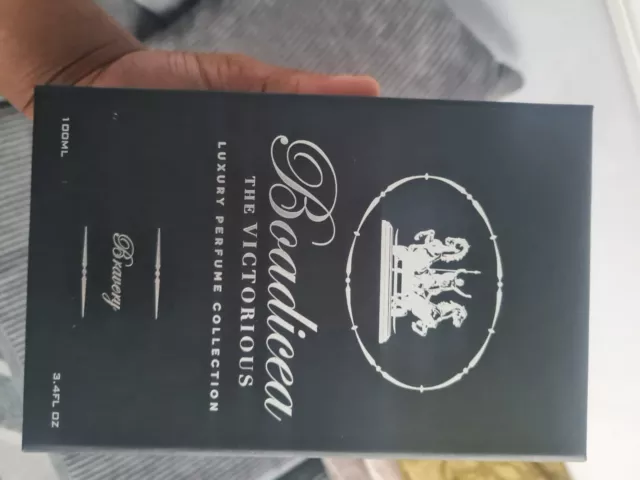 Boadicea
THE VICTORIOUS
LUXURY PERFUME COLLECTION
Bravery
100ML
3.4FL OZ